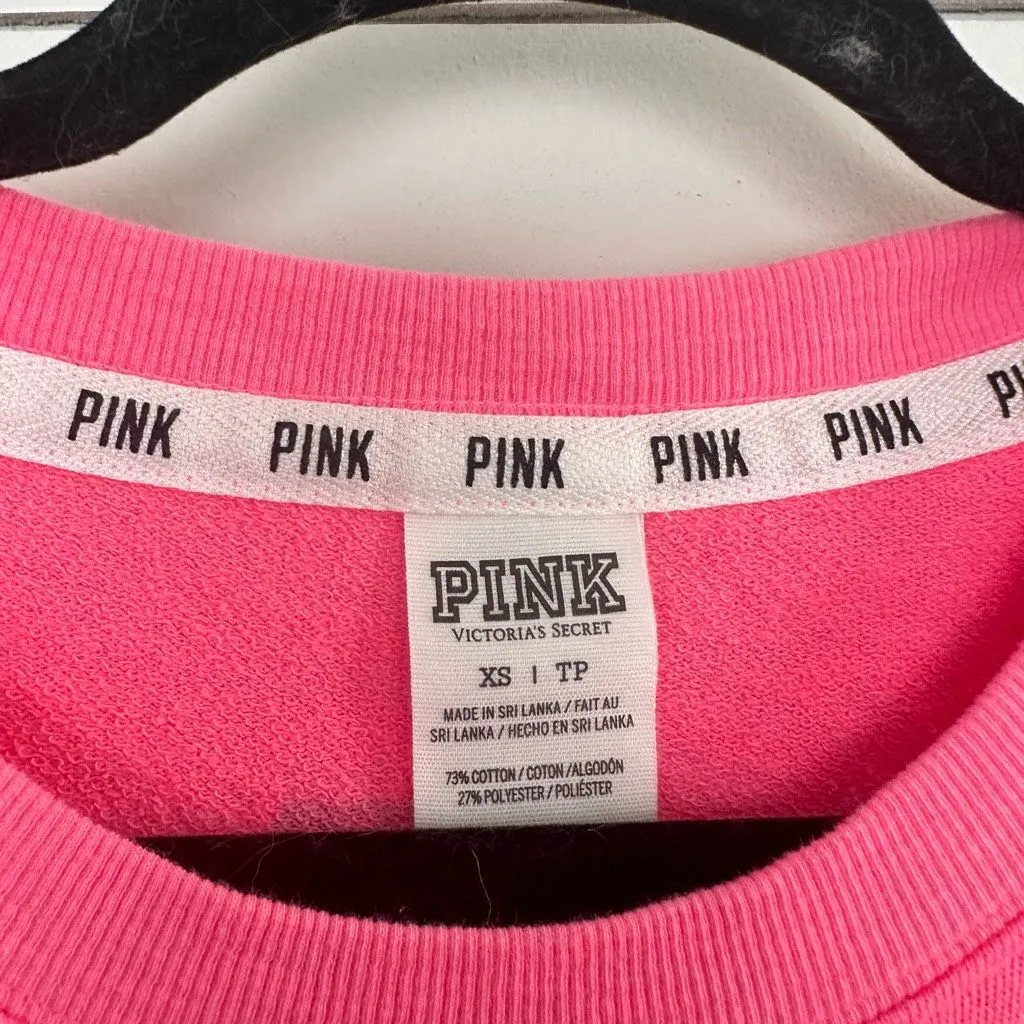 PINK PINK PINK PINK PINK PI
PINK
VICTORIA'S SECRET
XS | TP
MADE IN SRI LANKA / FAIT AU
SRI LANKA / HECHO EN SRI LANKA
73% COTTON / COTON / ALGODÓN
27% POLYESTER / POLIÉSTER